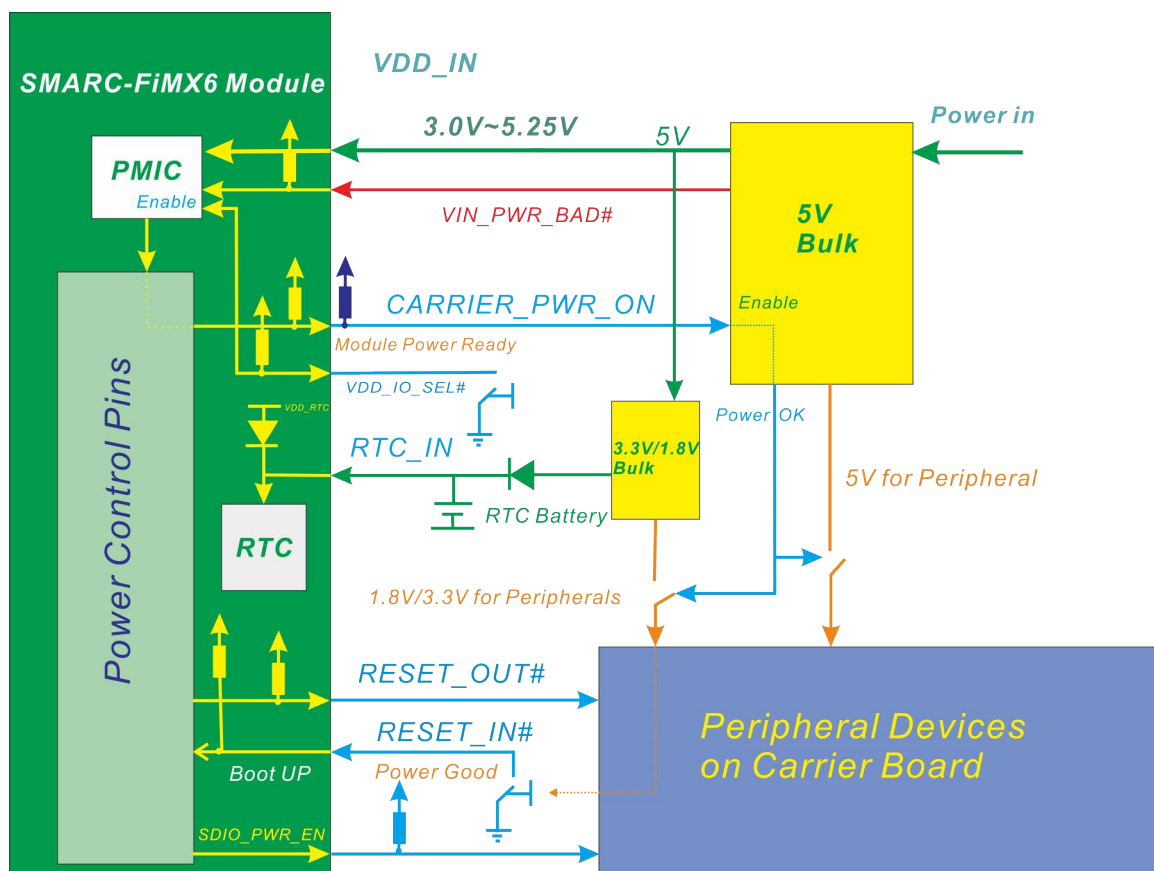 VDD_IN
SMARC-FiMX6 Module
Power in
3.0V~5.25V
5V
PMIC
Enable
VIN_PWR_BAD#
5V
Bulk
CARRIER_PWR_ON
Enable
Module Power Ready
VDD_IO_SEL#
Power OK
VDD_RTC
RTC_IN
3.3V/1.8V
Bulk
5V for Peripheral
RTC Battery
RTC
Power Control Pins
1.8V/3.3V for Peripherals
RESET_OUT#
RESET_IN#
Peripheral Devices
on Carrier Board
Boot UP
Power Good
SDIO_PWR_EN